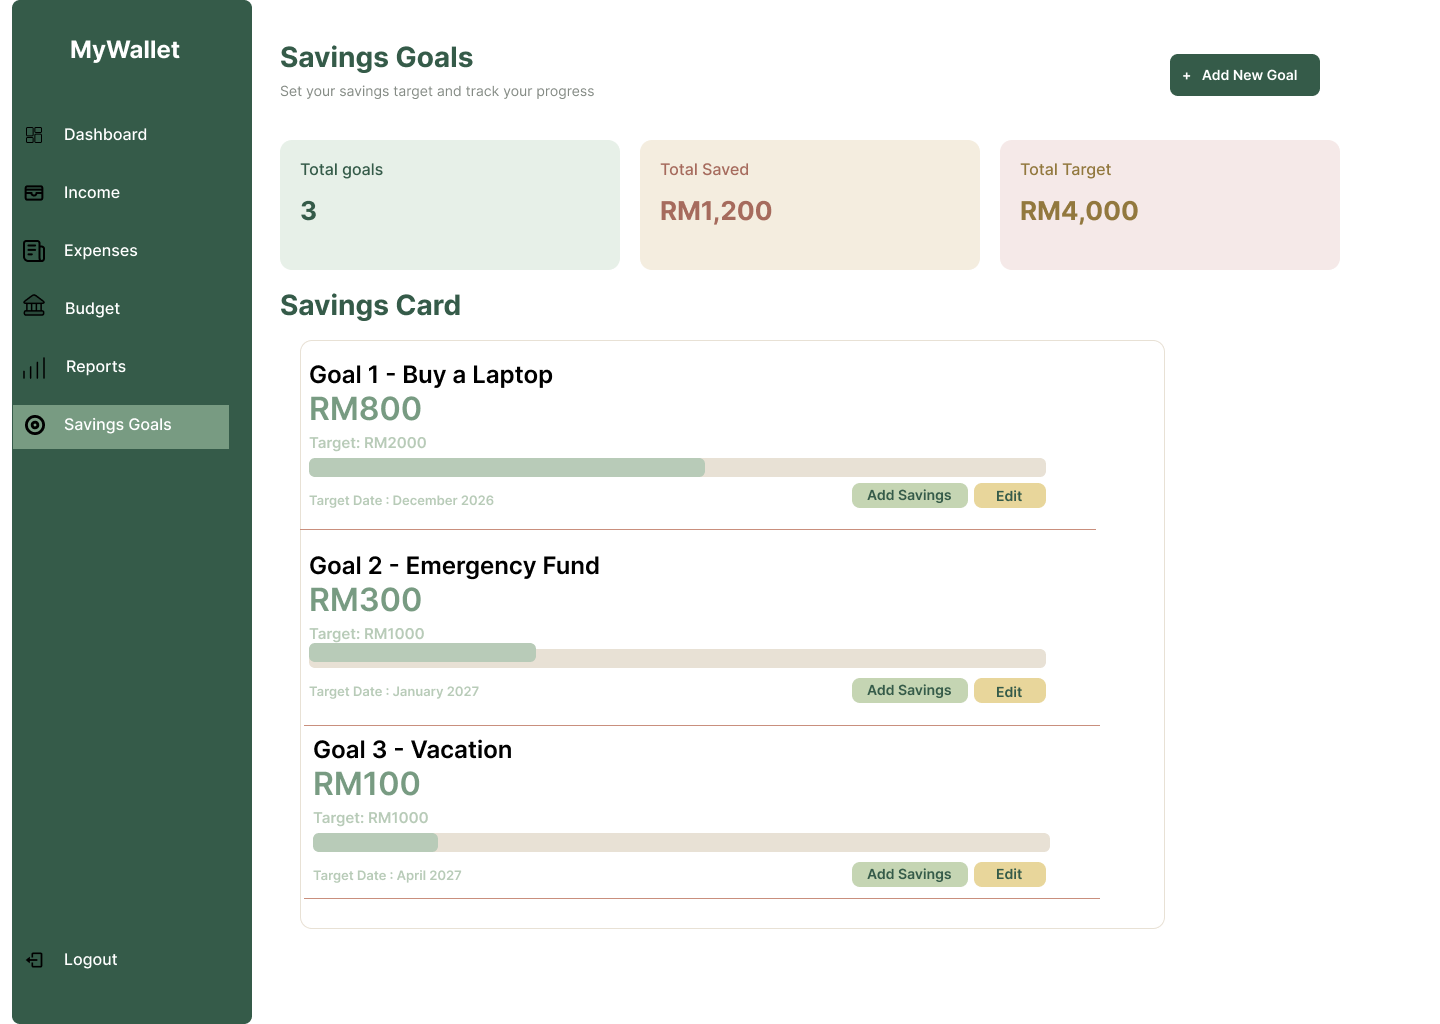 MyWallet
Dashboard
Income
Expenses
Budget
Reports
Savings Goals
Logout
Savings Goals
Set your savings target and track your progress
+ Add New Goal
Total goals
3
Total Saved
RM1,200
Total Target
RM4,000
Savings Card
Goal 1 - Buy a Laptop
RM800
Target: RM2000
Target Date : December 2026
Add Savings
Edit
Goal 2 - Emergency Fund
RM300
Target: RM1000
Target Date : January 2027
Add Savings
Edit
Goal 3 - Vacation
RM100
Target: RM1000
Target Date : April 2027
Add Savings
Edit